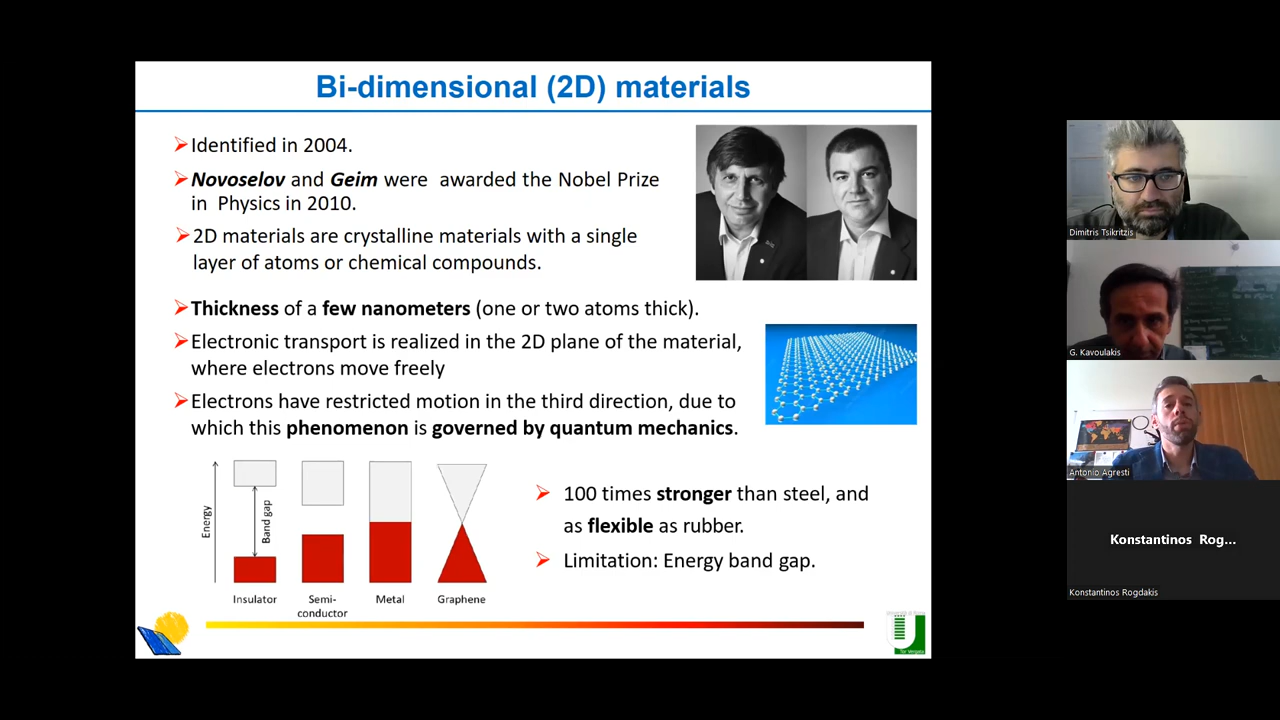 Bi-dimensional (2D) materials
Identified in 2004.
Novoselov and Geim were awarded the Nobel Prize
in Physics in 2010.
2D materials are crystalline materials with a single
layer of atoms or chemical compounds.
Thickness of a few nanometers (one or two atoms thick).
Electronic transport is realized in the 2D plane of the material,
where electrons move freely
Electrons have restricted motion in the third direction, due to
which this phenomenon is governed by quantum mechanics.
Energy
Band gap
Insulator
Semi-
conductor
Metal
Graphene
100 times stronger than steel, and
as flexible as rubber.
Limitation: Energy band gap.
Tor Vergata
Dimitris Tsikritzis
G. Kavoulakis
Antonio Agresti
Konstantinos Rog...
Konstantinos Rogdakis